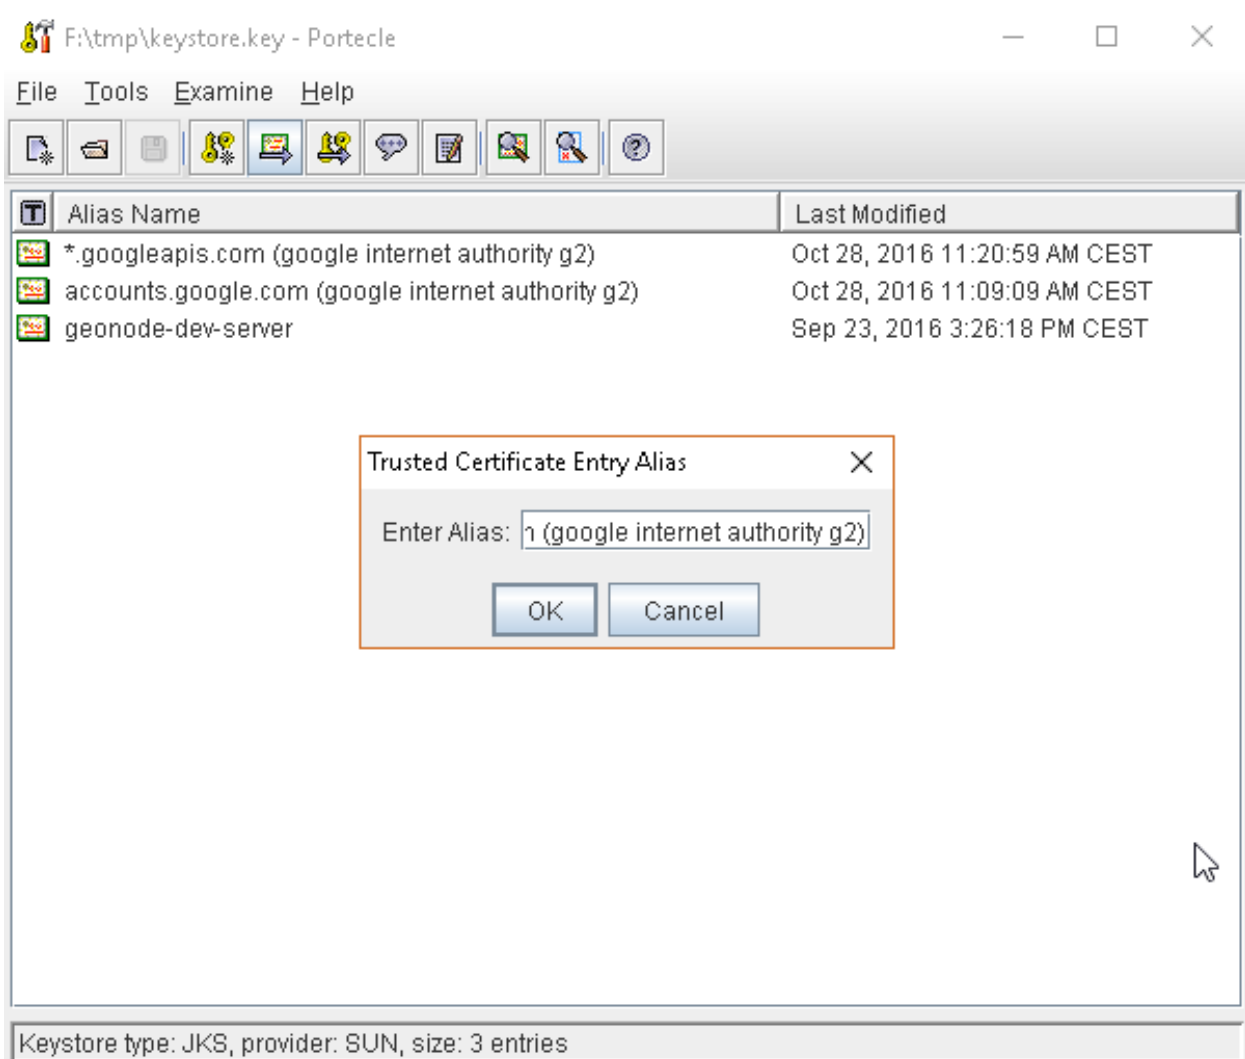 F:\tmp\keystore.key - Portecle
File Tools Examine Help
T Alias Name Last Modified
*.googleapis.com (google internet authority g2) Oct 28, 2016 11:20:59 AM CEST
accounts.google.com (google internet authority g2) Oct 28, 2016 11:09:09 AM CEST
geonode-dev-server Sep 23, 2016 3:26:18 PM CEST
Trusted Certificate Entry Alias
Enter Alias: (google internet authority g2)
OK Cancel
Keystore type: JKS, provider: SUN, size: 3 entries